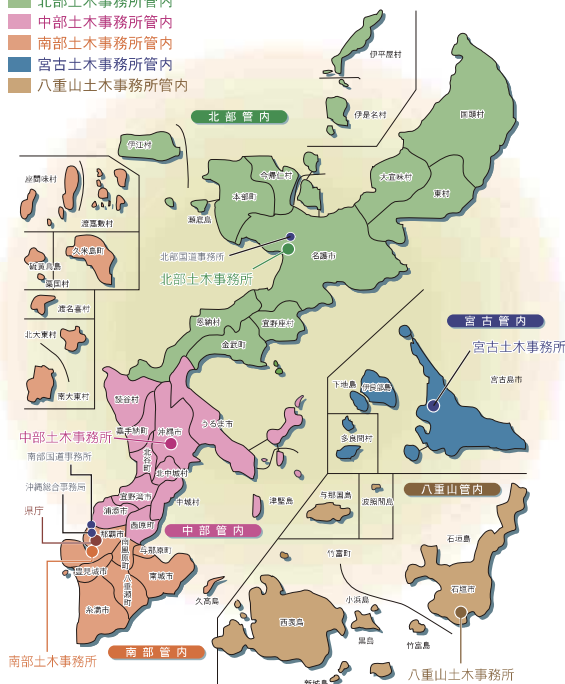 北部土木事務所管内
中部土木事務所管内
南部土木事務所管内
宮古土木事務所管内
八重山土木事務所管内
伊平屋村
伊是名村
国頭村
北部管内
伊江村
今帰仁村
大宜味村
本部町
東村
瀬底島
座間味村
渡嘉敷村
久米島町
硫黄鳥島
粟国村
北部国道事務所
名護市
北部土木事務所
渡名喜村
北大東村
南大東村
恩納村
宜野座村
金武町
宮古管内
宮古土木事務所
下地島
伊良部島
宮古島市
多良間村
読谷村
嘉手納町
沖縄市
うるま市
中部土木事務所
北谷町
南部国道事務所
北中城村
沖縄総合事務局
宜野湾市
中城村
津堅島
浦添市
西原町
県庁
那覇市
中部管内
南風原町
与那原町
豊見城市
八重瀬町
南城市
糸満市
久高島
南部管内
南部土木事務所
八重山管内
与那国島
波照間島
竹富町
石垣島
石垣市
小浜島
西表島
黒島
竹富島
八重山土木事務所
新城島